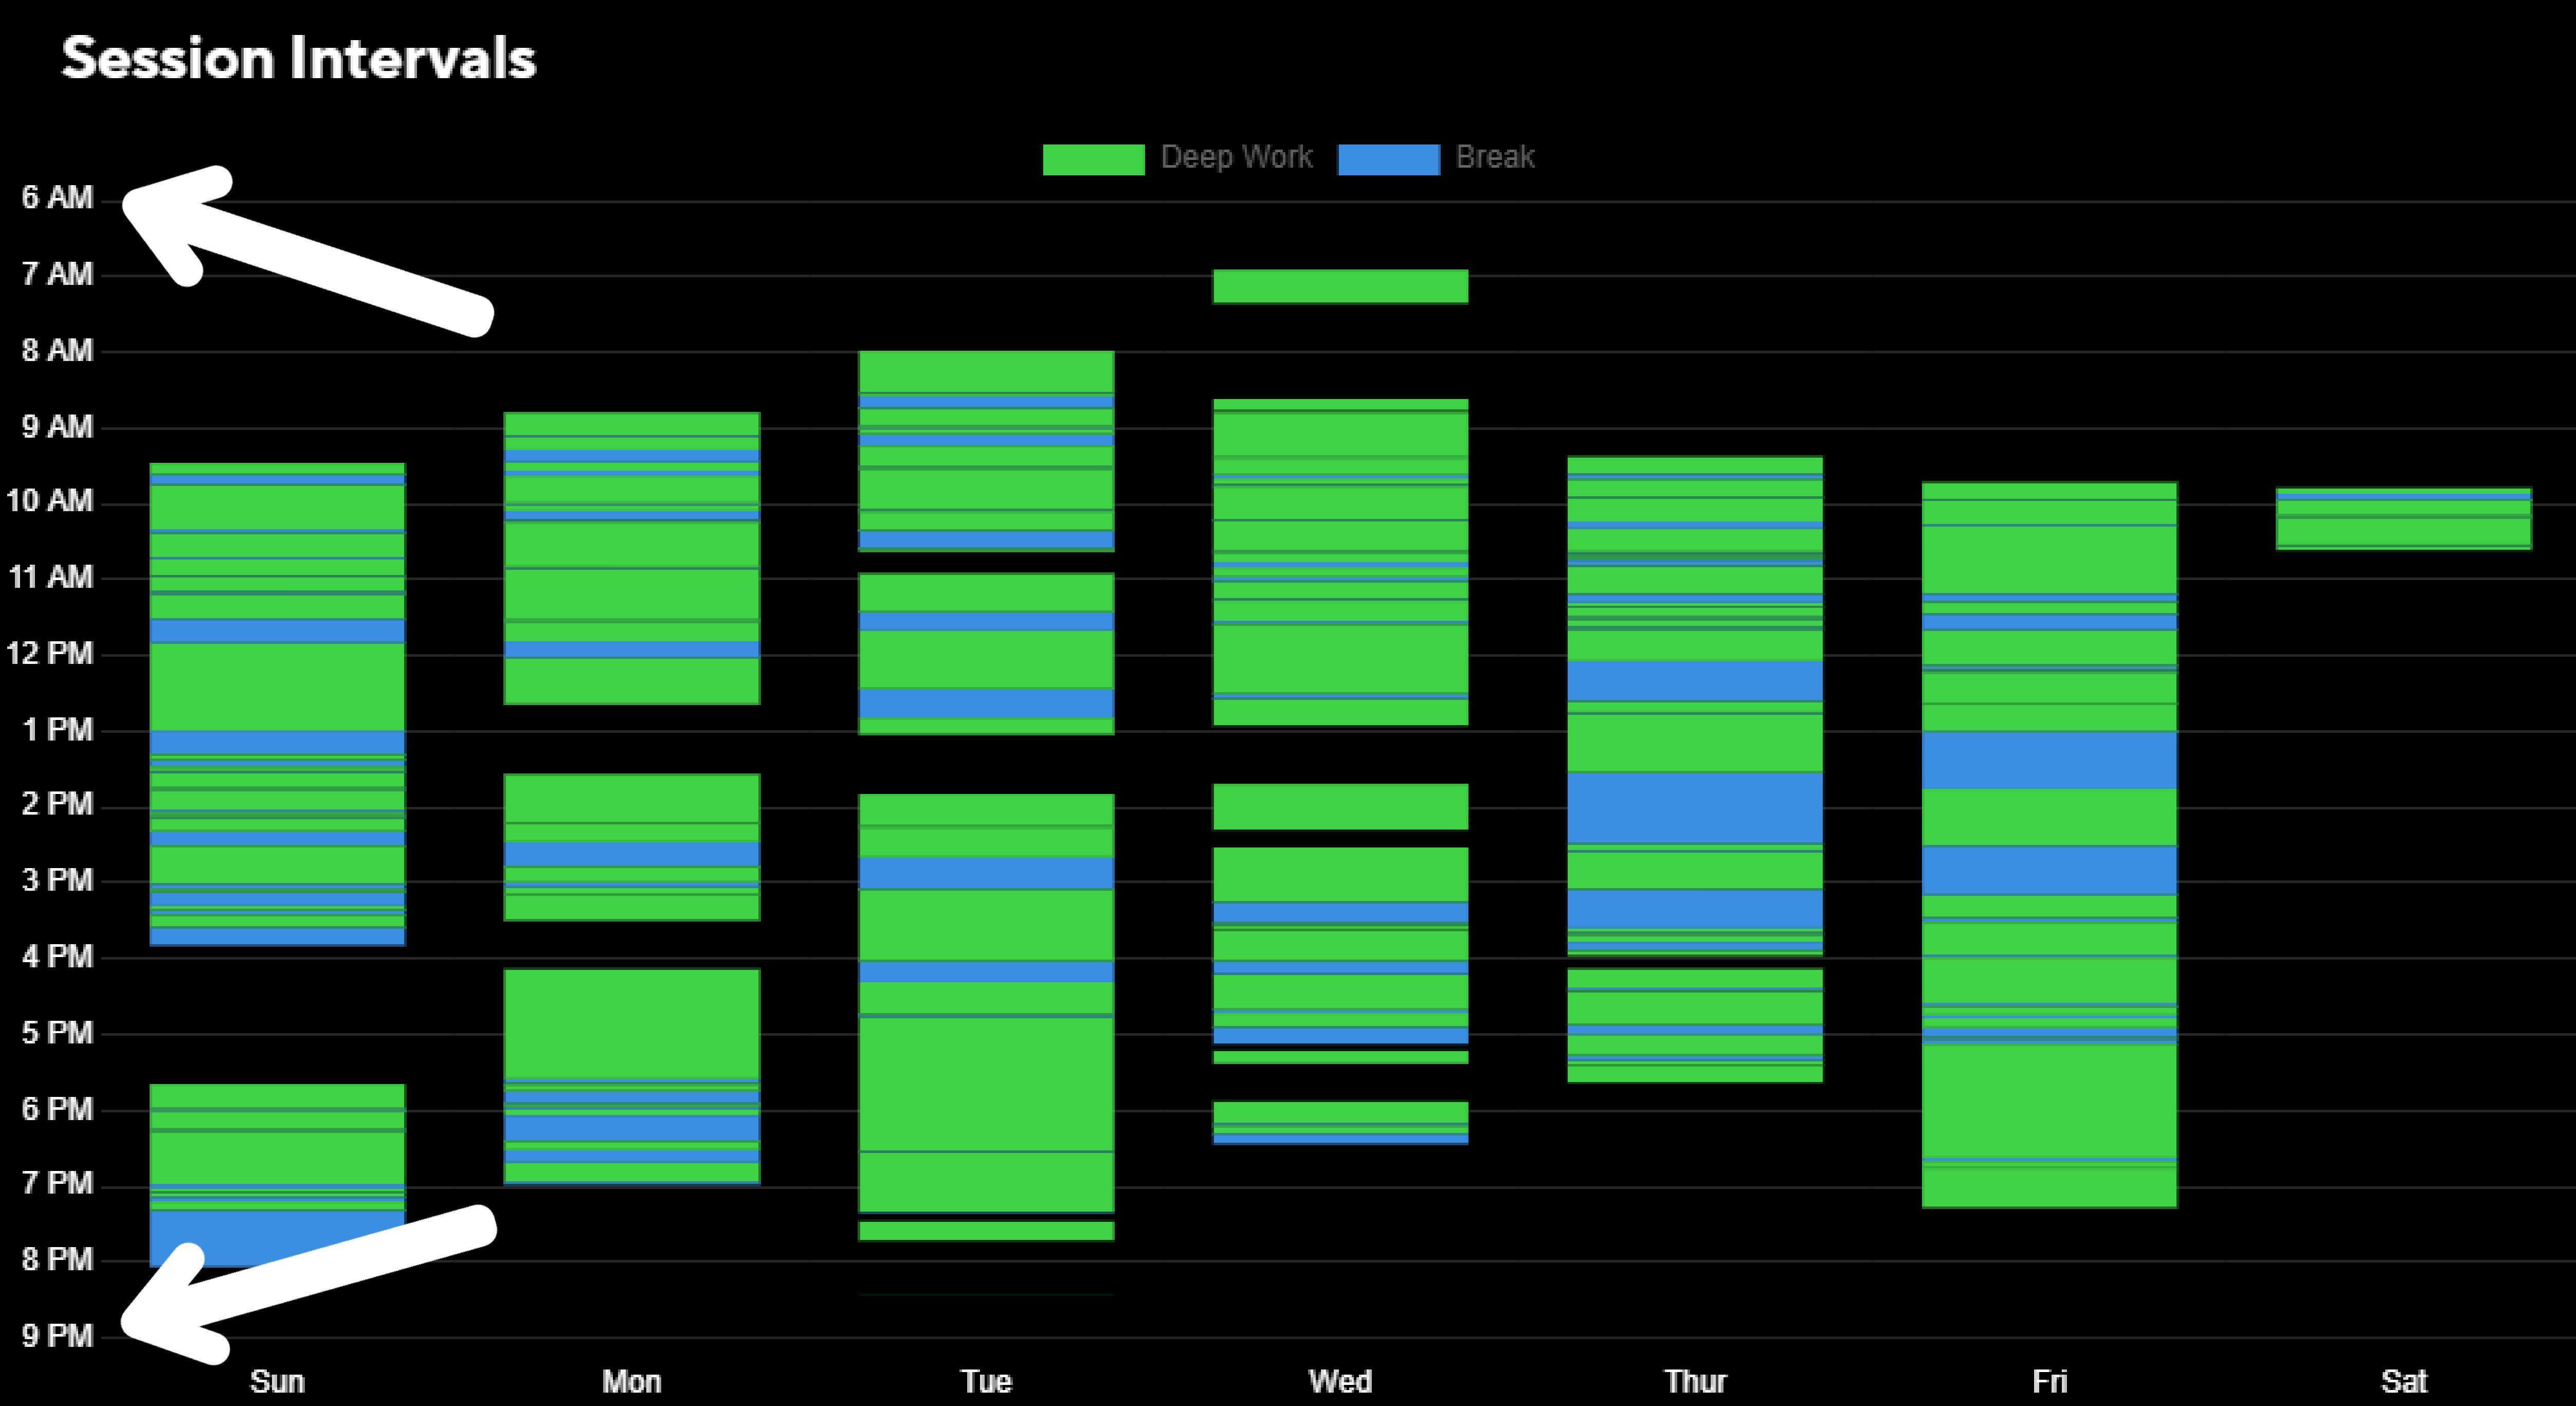 Session Intervals
Deep Work Break
6 AM
7 AM
8 AM
9 AM
10 AM
11 AM
12 PM
1 PM
2 PM
3 PM
4 PM
5 PM
6 PM
7 PM
8 PM
9 PM
Sun Mon Tue Wed Thur Fri Sat